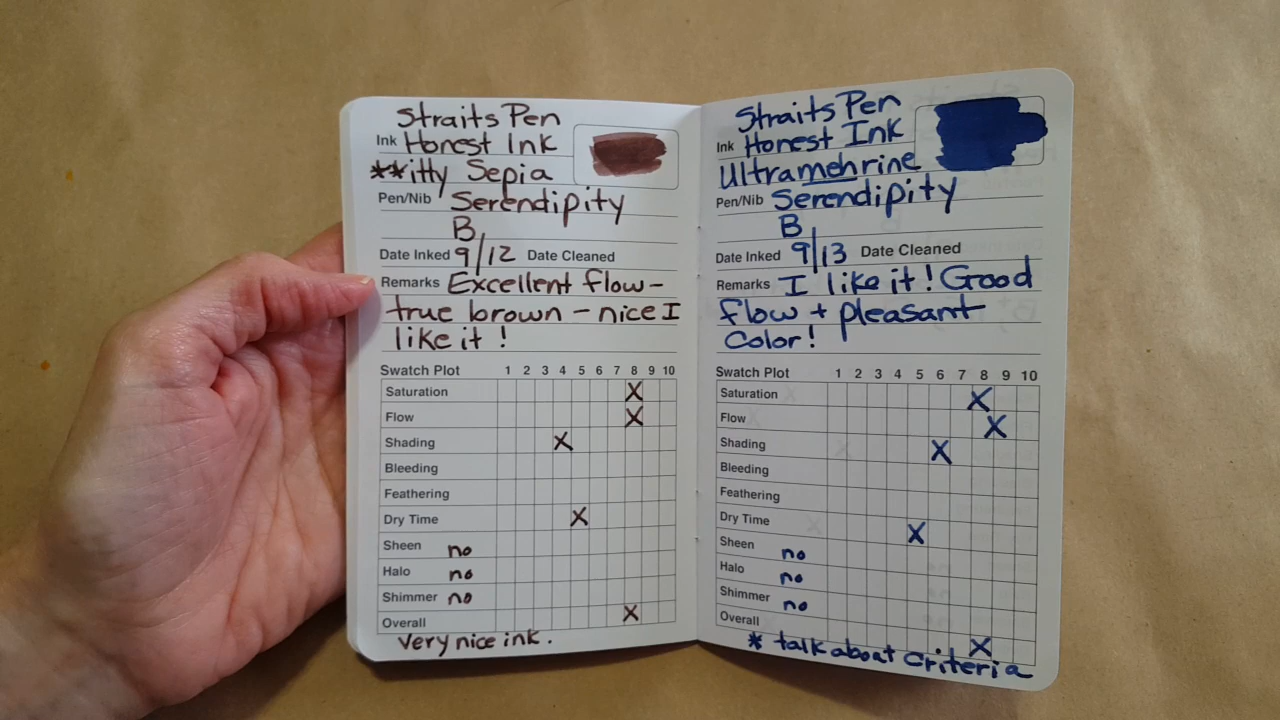 Straits Pen
Ink Honest Ink
**itty Sepia
Pen/Nib Serendipity
B
Date Inked 9/12 Date Cleaned
Remarks Excellent flow-
true brown - nice I
like it !
Swatch Plot 1 2 3 4 5 6 7 8 9 10
Saturation X
Flow X
Shading X
Bleeding
Feathering
Dry Time X
Sheen no
Halo no
Shimmer no
Overall X
very nice ink.
Straits Pen
Ink Honest Ink
Ultramehrine
Pen/Nib Serendipity
B
Date Inked 9/13 Date Cleaned
Remarks I like it! Good
flow + pleasant
color!
Swatch Plot 1 2 3 4 5 6 7 8 9 10
Saturation X
Flow X
Shading X
Bleeding
Feathering
Dry Time X
Sheen no
Halo no
Shimmer no
Overall X
* talk about criteria